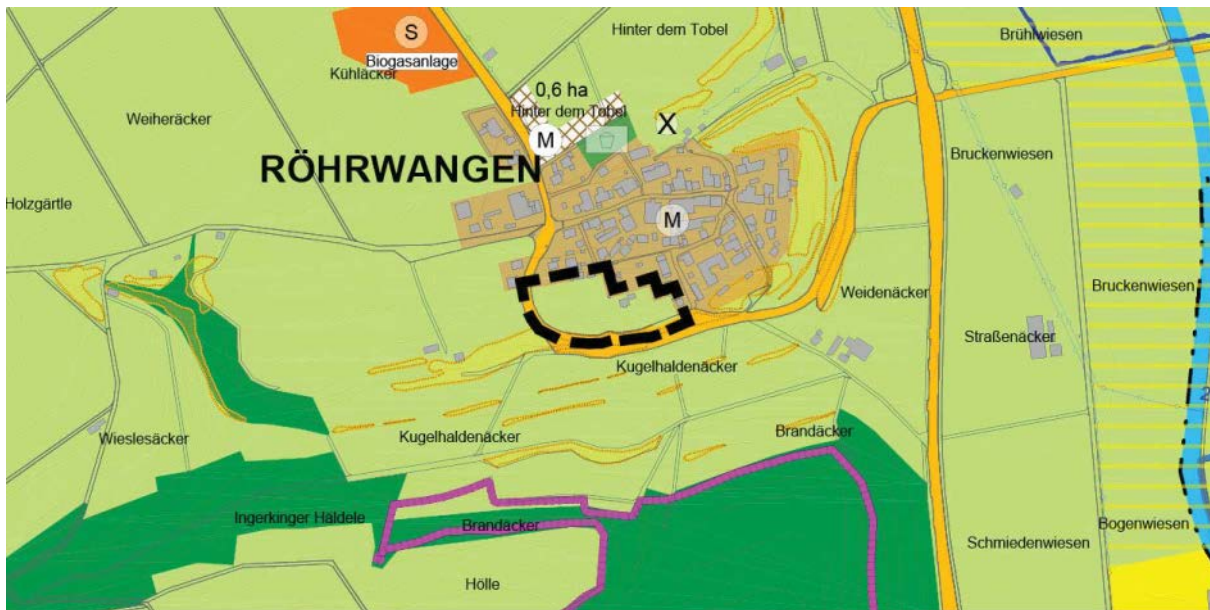 S
Biogasanlage
Kühläcker
Hinter dem Tobel
Brühlwiesen
0,6 ha
Hinter dem Tobel
Weiheräcker
M
X
RÖHRWANGEN
Bruckenwiesen
Holzgärtle
M
Weidenäcker
Bruckenwiesen
Straßenäcker
Kugelhaldenäcker
Wieslesäcker
Kugelhaldenäcker
Brandäcker
Ingerkinger Häldele
Brandäcker
Bogenwiesen
Schmiedenwiesen
Hölle